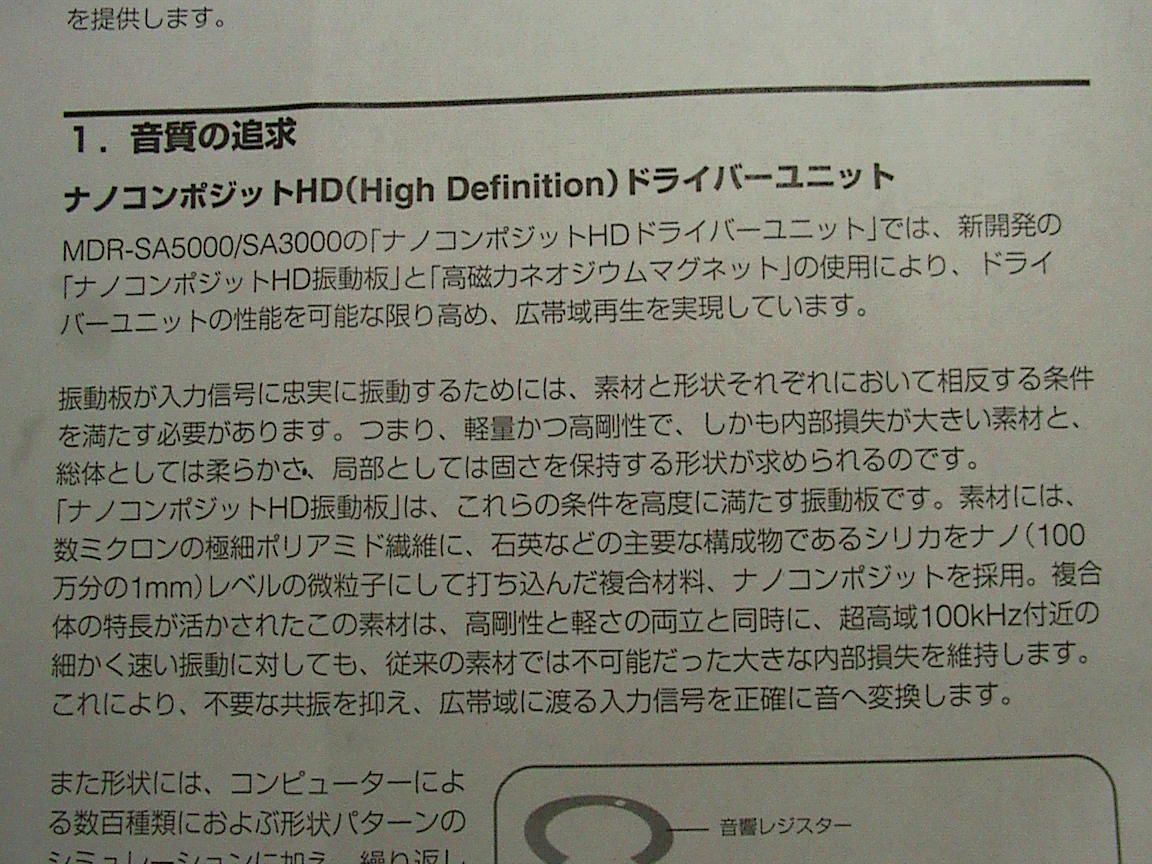 を提供します。
1. 音質の追求
ナノコンポジットHD(High Definition)ドライバーユニット
MDR-SA5000/SA3000の「ナノコンポジットHDドライバーユニット」では、新開発の
「ナノコンポジットHD振動板」と「高磁力ネオジウムマグネット」の使用により、ドライ
バーユニットの性能を可能な限り高め、広帯域再生を実現しています。
振動板が入力信号に忠実に振動するためには、素材と形状それぞれにおいて相反する条件
を満たす必要があります。つまり、軽量かつ高剛性で、しかも内部損失が大きい素材と、
総体としては柔らかさ、局部としては固さを保持する形状が求められるのです。
「ナノコンポジットHD振動板」は、これらの条件を高度に満たす振動板です。素材には、
数ミクロンの極細ポリアミド繊維に、石英などの主要な構成物であるシリカをナノ(100
万分の1mm)レベルの微粒子にして打ち込んだ複合材料、ナノコンポジットを採用。複合
体の特長が活かされたこの素材は、高剛性と軽さの両立と同時に、超高域100kHz付近の
細かく速い振動に対しても、従来の素材では不可能だった大きな内部損失を維持します。
これにより、不要な共振を抑え、広帯域に渡る入力信号を正確に音へ変換します。
また形状には、コンピューターによ
る数百種類におよぶ形状パターンの
シミュレーションに加え、繰り返し
音響レジスター